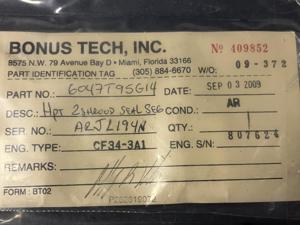 BONUS TECH, INC.
Nº 409852
8575 N.W. 79 Avenue Bay D • Miami, Florida 33166
PART IDENTIFICATION TAG (305) 884-6670 W/O: 09-372
PART NO.: 6047T95G14 DATE: SEP 03 2009
DESC.: HPT 2 SHROUD SEAL SEG COND.: AR
SER NO.: ARJL194N QTY.: 1
807624
ENG. TYPE: CF34-3A1 ENG. S/N:
REMARKS:
FORM: BT02